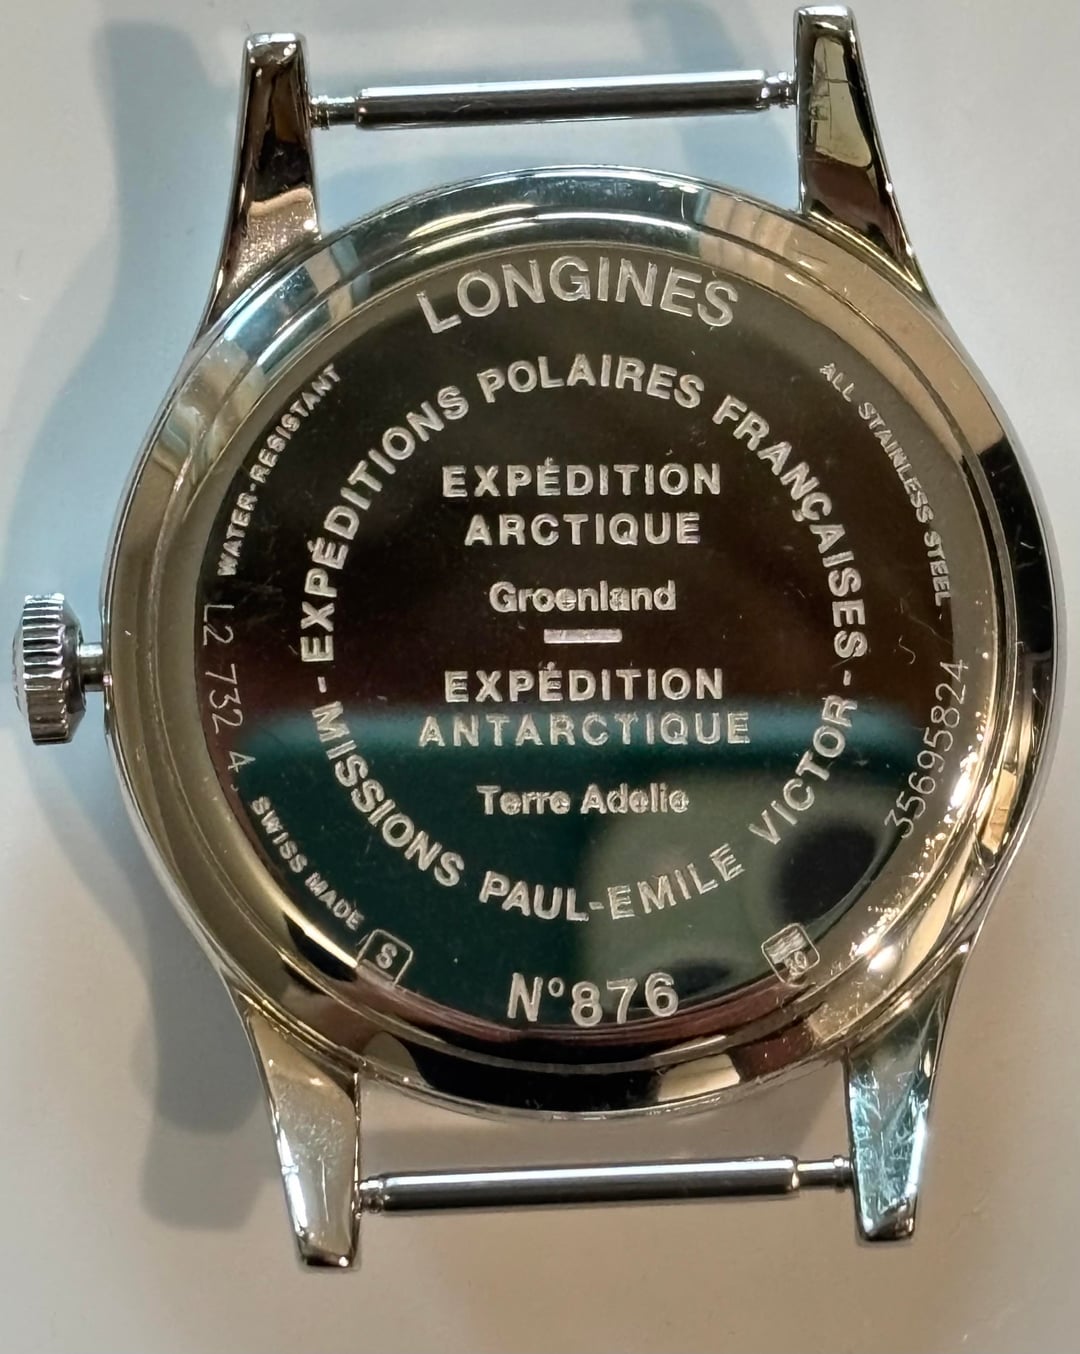 LONGINES
EXPÉDITIONS POLAIRES FRANÇAISES
- MISSIONS PAUL-EMILE VICTOR -
EXPÉDITION
ARCTIQUE
Groenland
EXPÉDITION
ANTARCTIQUE
Terre Adelie
N° 876
WATER-RESISTANT
L2 732 4
SWISS MADE
S
ALL STAINLESS STEEL
35695824